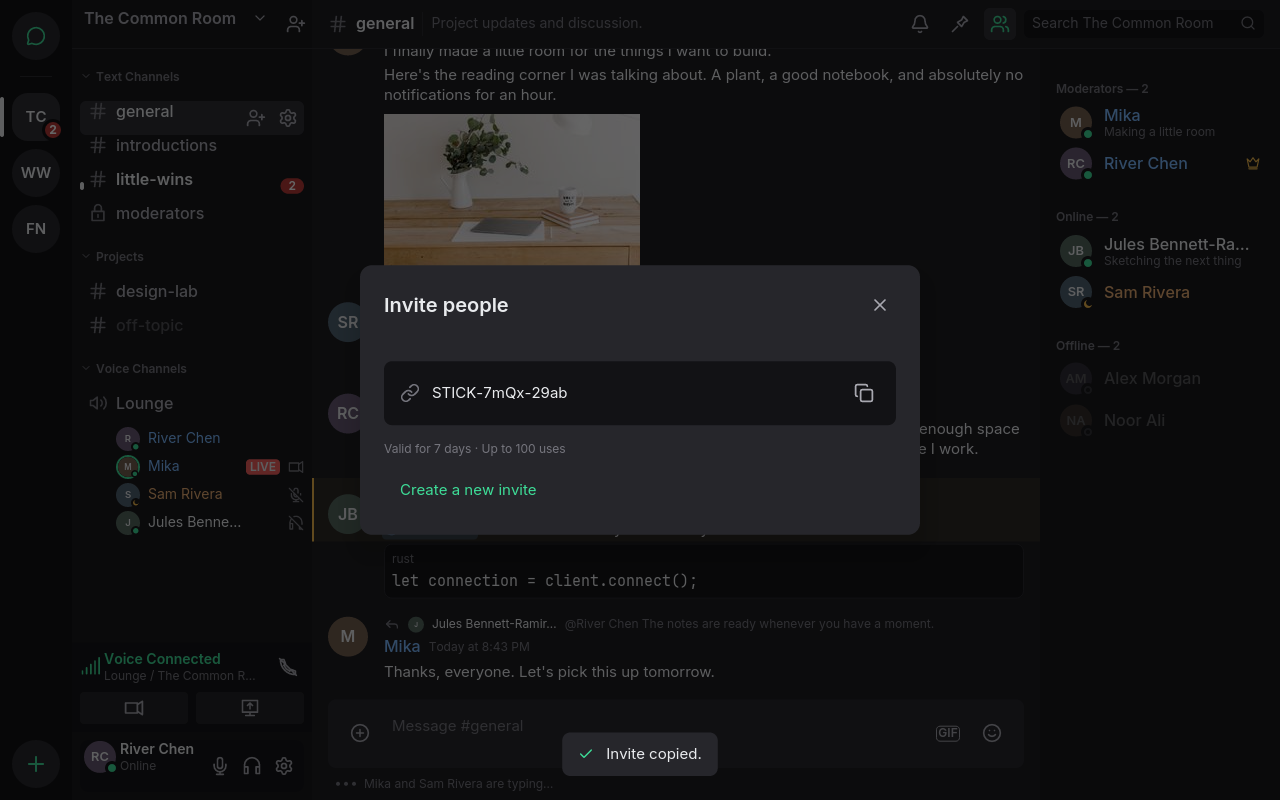 The Common Room
# general
Project updates and discussion.
Search The Common Room
TC
2
WW
FN
Text Channels
# general
# introductions
# little-wins
2
moderators
Projects
# design-lab
# off-topic
Voice Channels
Lounge
R
River Chen
M
Mika
LIVE
S
Sam Rivera
J
Jules Benne...
Voice Connected
Lounge / The Common R...
RC
River Chen
Online
I finally made a little room for the things I want to build.
Here's the reading corner I was talking about. A plant, a good notebook, and absolutely no
notifications for an hour.
SR
RC
enough space
e I work.
JB
Invite people
STICK-7mQx-29ab
Valid for 7 days · Up to 100 uses
Create a new invite
rust
let connection = client.connect();
J
Jules Bennett-Ramir...
@River Chen The notes are ready whenever you have a moment.
M
Mika
Today at 8:43 PM
Thanks, everyone. Let's pick this up tomorrow.
Message #general
GIF
Invite copied.
Mika and Sam Rivera are typing...
Moderators — 2
M
Mika
Making a little room
RC
River Chen
Online — 2
JB
Jules Bennett-Ra...
Sketching the next thing
SR
Sam Rivera
Offline — 2
AM
Alex Morgan
NA
Noor Ali